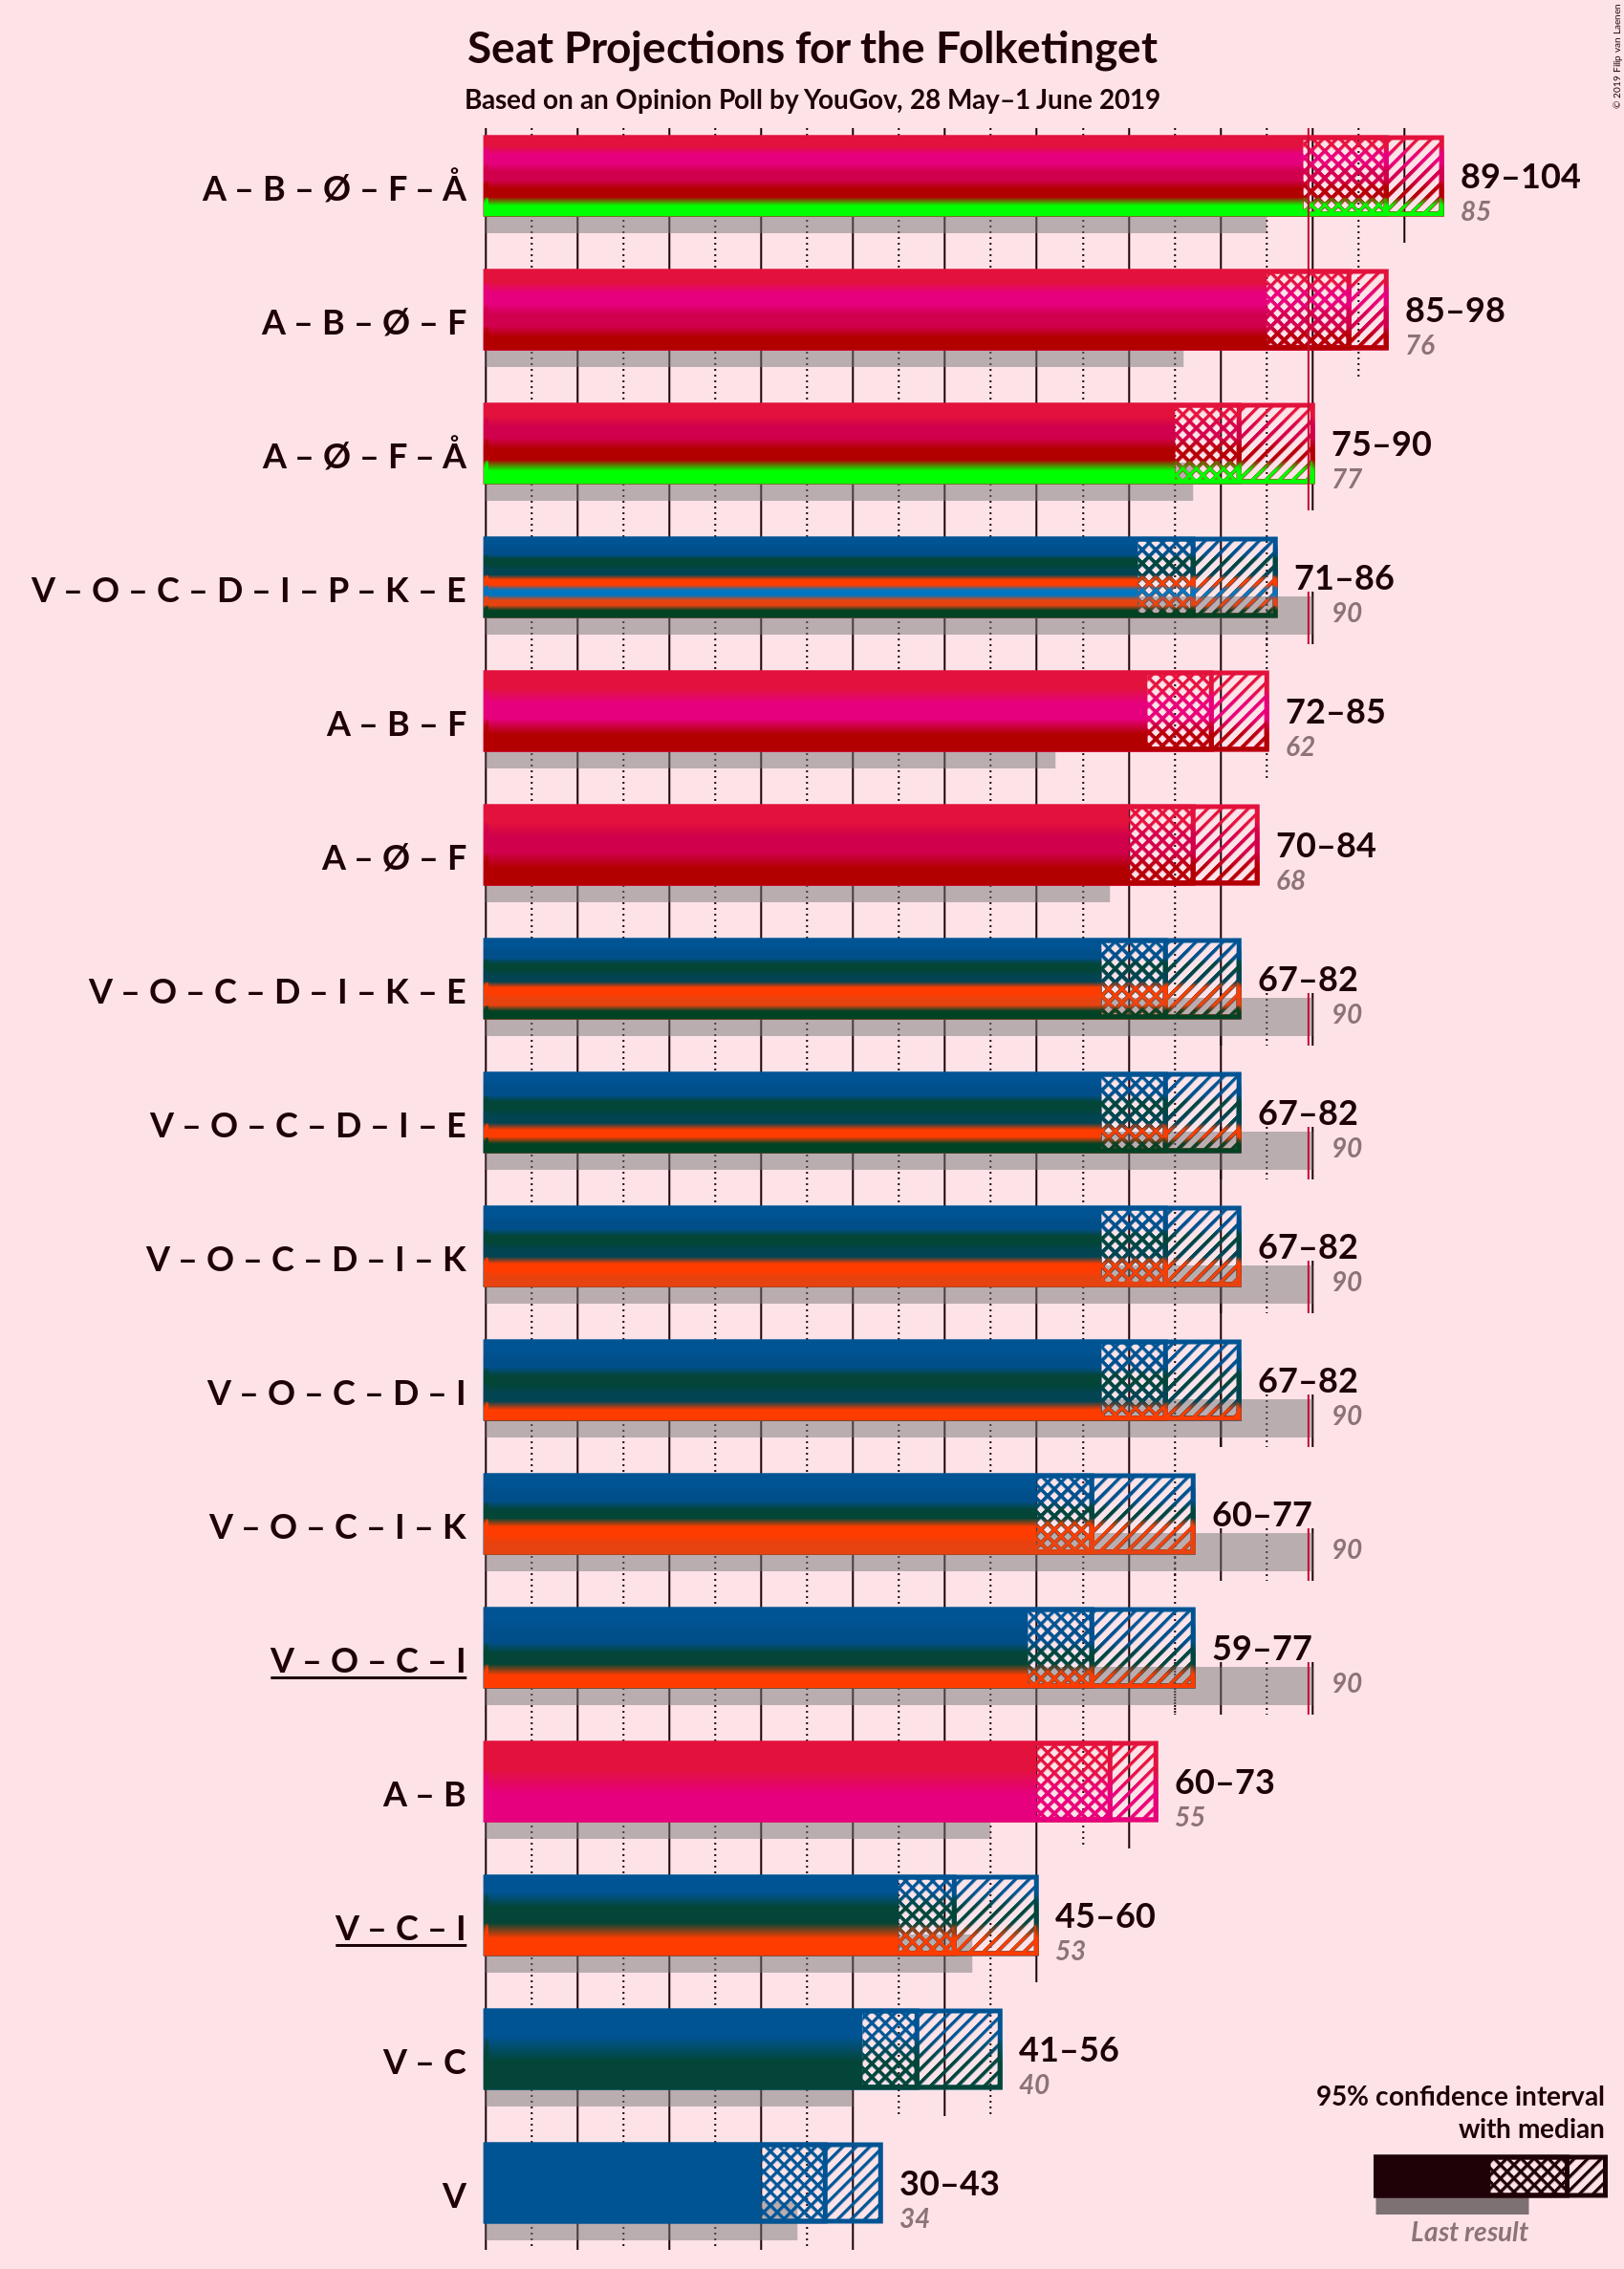 © 2019 Filip van Laenen
Seat Projections for the Folketinget
Based on an Opinion Poll by YouGov, 28 May–1 June 2019
A – B – Ø – F – Å
89–104
85
A – B – Ø – F
85–98
76
A – Ø – F – Å
75–90
77
V – O – C – D – I – P – K – E
71–86
90
A – B – F
72–85
62
A – Ø – F
70–84
68
V – O – C – D – I – K – E
67–82
90
V – O – C – D – I – E
67–82
90
V – O – C – D – I – K
67–82
90
V – O – C – D – I
67–82
90
V – O – C – I – K
60–77
90
V – O – C – I
59–77
90
A – B
60–73
55
V – C – I
45–60
53
V – C
41–56
40
V
30–43
34
95% confidence interval
with median
Last result